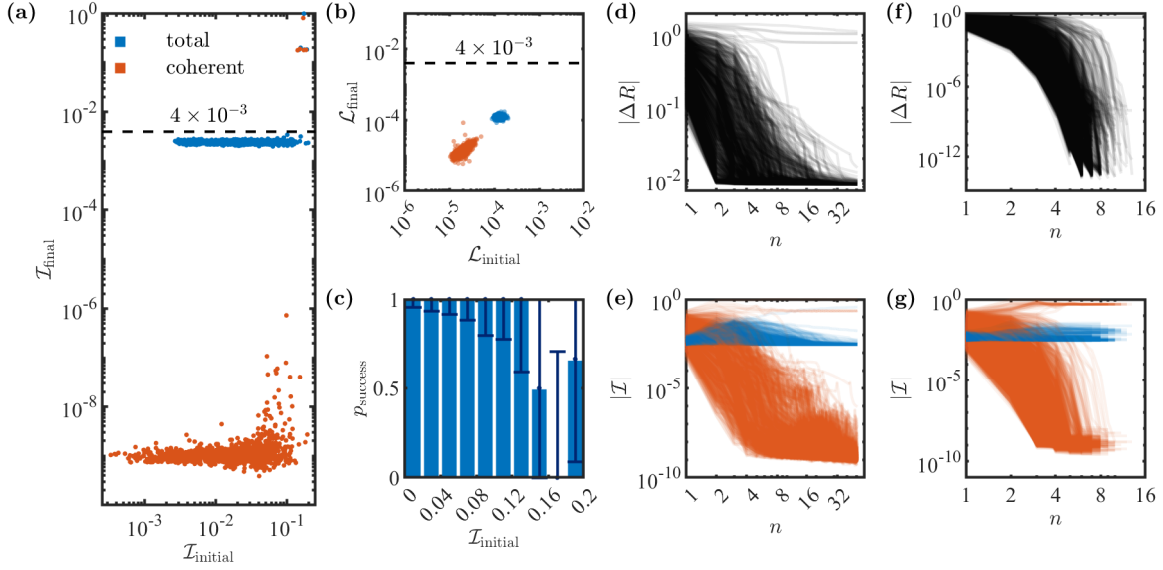 (a)
10^0
10^{-2}
10^{-4}
10^{-6}
10^{-8}
I_final
total
coherent
4 × 10^{-3}
10^{-3}
10^{-2}
10^{-1}
I_initial
(b)
10^{-2}
10^{-4}
10^{-6}
L_final
4 × 10^{-3}
10^{-6}
10^{-5}
10^{-4}
10^{-3}
10^{-2}
L_initial
(c)
1
0.5
0
p_success
0
0.04
0.08
0.12
0.16
0.2
I_initial
(d)
10^0
10^{-1}
10^{-2}
|ΔR|
1
2
4
8
16
32
n
(e)
10^0
10^{-5}
10^{-10}
|I|
1
2
4
8
16
32
n
(f)
10^0
10^{-6}
10^{-12}
|ΔR|
1
2
4
8
16
n
(g)
10^0
10^{-5}
10^{-10}
|I|
1
2
4
8
16
n